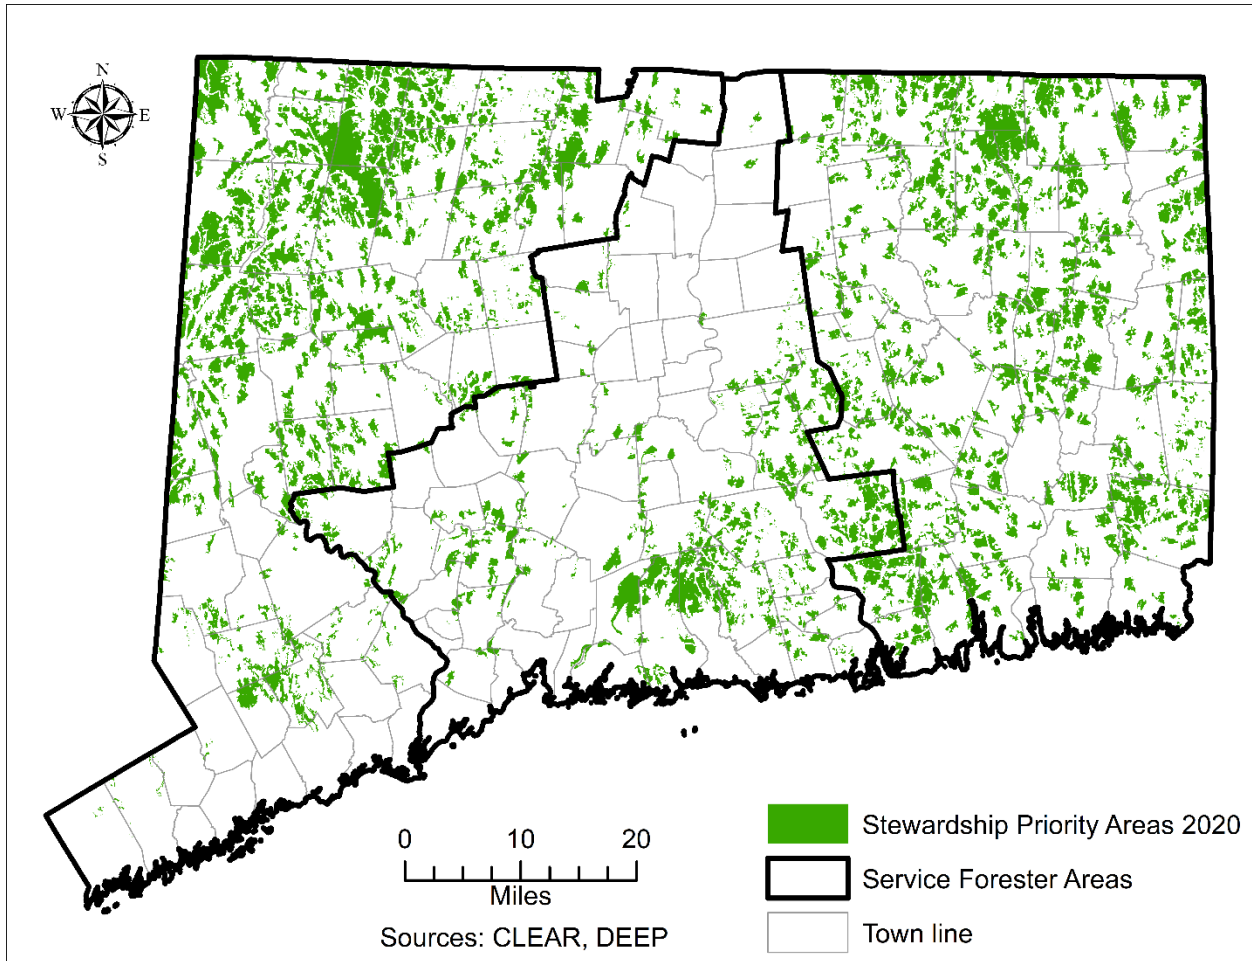 N
W E
S
Stewardship Priority Areas 2020
0 10 20
Service Forester Areas
Miles
Sources: CLEAR, DEEP
Town line